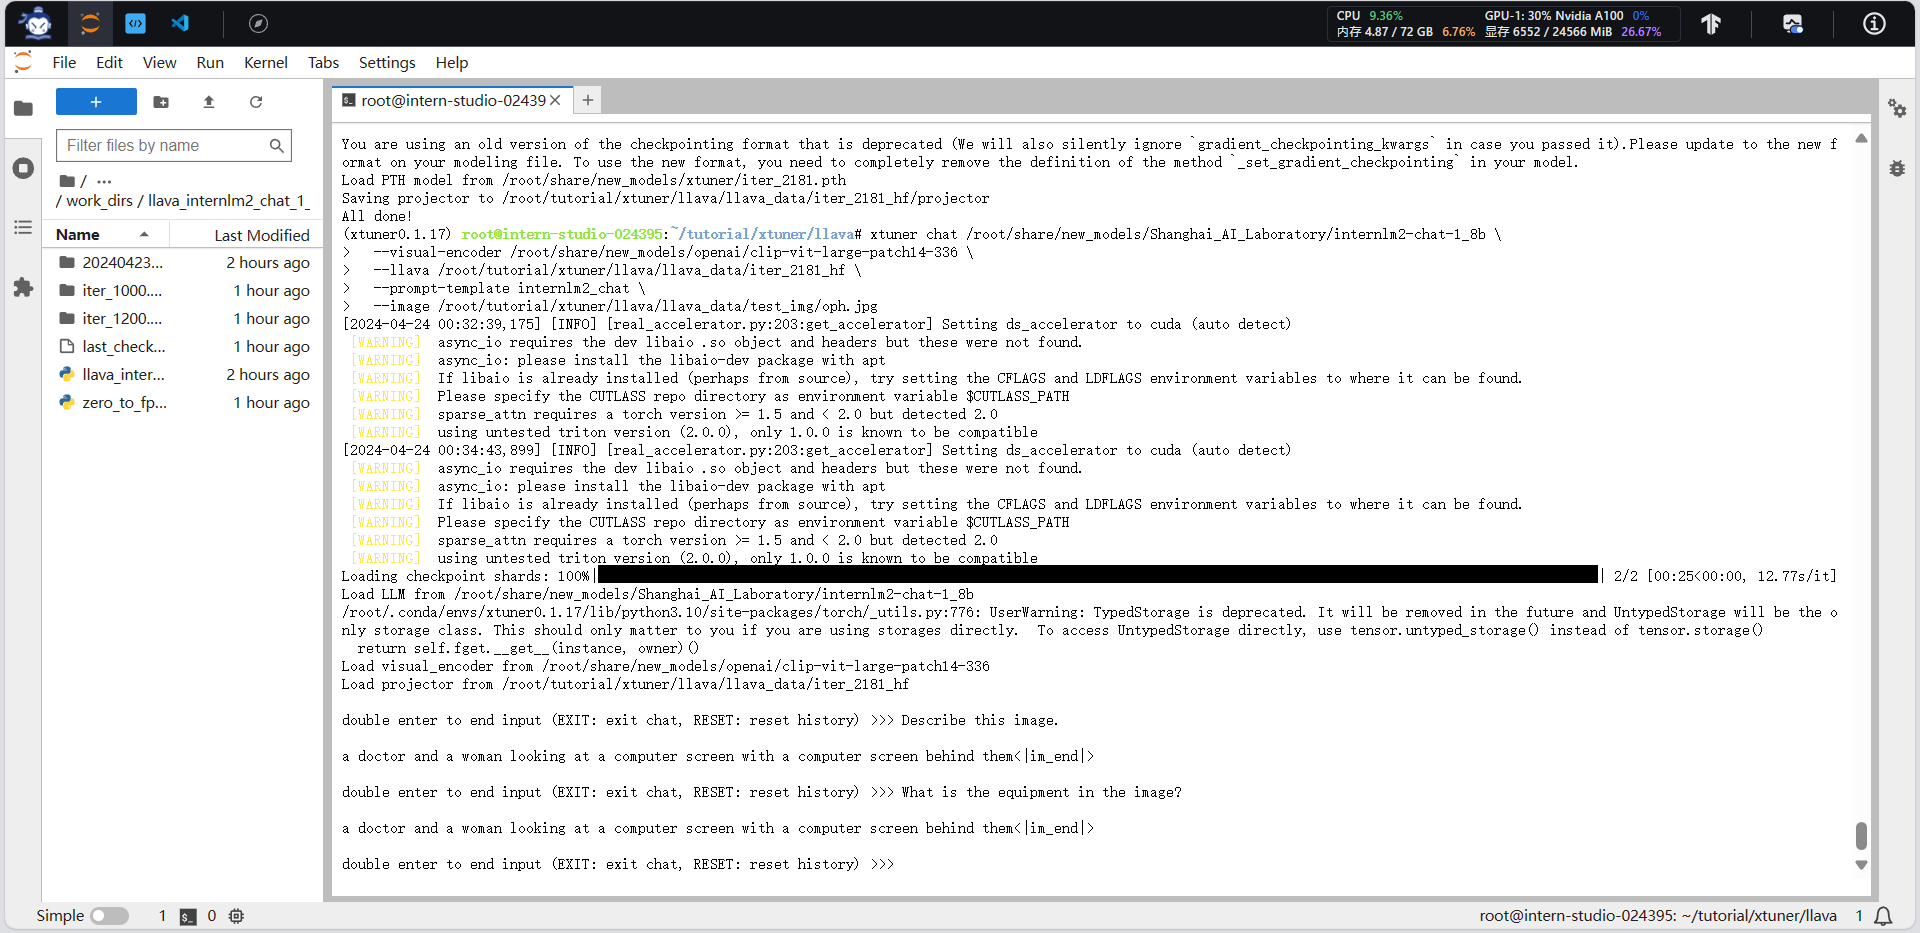 CPU 9.36% GPU-1: 30% Nvidia A100 0%
内存 4.87 / 72 GB 6.76% 显存 6552 / 24566 MiB 26.67%
File Edit View Run Kernel Tabs Settings Help
+
root@intern-studio-02439
Filter files by name
/ ···
/ work_dirs / llava_internlm2_chat_1_
Name Last Modified
20240423... 2 hours ago
iter_1000.... 1 hour ago
iter_1200.... 1 hour ago
last_check... 1 hour ago
llava_inter... 2 hours ago
zero_to_fp... 1 hour ago
You are using an old version of the checkpointing format that is deprecated (We will also silently ignore `gradient_checkpointing_kwargs` in case you passed it).Please update to the new f
ormat on your modeling file. To use the new format, you need to completely remove the definition of the method `_set_gradient_checkpointing` in your model.
Load PTH model from /root/share/new_models/xtuner/iter_2181.pth
Saving projector to /root/tutorial/xtuner/llava/llava_data/iter_2181_hf/projector
All done!
(xtuner0.1.17) root@intern-studio-024395:~/tutorial/xtuner/llava# xtuner chat /root/share/new_models/Shanghai_AI_Laboratory/internlm2-chat-1_8b \
> --visual-encoder /root/share/new_models/openai/clip-vit-large-patch14-336 \
> --llava /root/tutorial/xtuner/llava/llava_data/iter_2181_hf \
> --prompt-template internlm2_chat \
> --image /root/tutorial/xtuner/llava/llava_data/test_img/oph.jpg
[2024-04-24 00:32:39,175] [INFO] [real_accelerator.py:203:get_accelerator] Setting ds_accelerator to cuda (auto detect)
[WARNING] async_io requires the dev libaio .so object and headers but these were not found.
[WARNING] async_io: please install the libaio-dev package with apt
[WARNING] If libaio is already installed (perhaps from source), try setting the CFLAGS and LDFLAGS environment variables to where it can be found.
[WARNING] Please specify the CUTLASS repo directory as environment variable $CUTLASS_PATH
[WARNING] sparse_attn requires a torch version >= 1.5 and < 2.0 but detected 2.0
[WARNING] using untested triton version (2.0.0), only 1.0.0 is known to be compatible
[2024-04-24 00:34:43,899] [INFO] [real_accelerator.py:203:get_accelerator] Setting ds_accelerator to cuda (auto detect)
[WARNING] async_io requires the dev libaio .so object and headers but these were not found.
[WARNING] async_io: please install the libaio-dev package with apt
[WARNING] If libaio is already installed (perhaps from source), try setting the CFLAGS and LDFLAGS environment variables to where it can be found.
[WARNING] Please specify the CUTLASS repo directory as environment variable $CUTLASS_PATH
[WARNING] sparse_attn requires a torch version >= 1.5 and < 2.0 but detected 2.0
[WARNING] using untested triton version (2.0.0), only 1.0.0 is known to be compatible
Loading checkpoint shards: 100%| | 2/2 [00:25<00:00, 12.77s/it]
Load LLM from /root/share/new_models/Shanghai_AI_Laboratory/internlm2-chat-1_8b
/root/.conda/envs/xtuner0.1.17/lib/python3.10/site-packages/torch/_utils.py:776: UserWarning: TypedStorage is deprecated. It will be removed in the future and UntypedStorage will be the o
nly storage class. This should only matter to you if you are using storages directly. To access UntypedStorage directly, use tensor.untyped_storage() instead of tensor.storage()
return self.fget.__get__(instance, owner)()
Load visual_encoder from /root/share/new_models/openai/clip-vit-large-patch14-336
Load projector from /root/tutorial/xtuner/llava/llava_data/iter_2181_hf
double enter to end input (EXIT: exit chat, RESET: reset history) >>> Describe this image.
a doctor and a woman looking at a computer screen with a computer screen behind them<|im_end|>
double enter to end input (EXIT: exit chat, RESET: reset history) >>> What is the equipment in the image?
a doctor and a woman looking at a computer screen with a computer screen behind them<|im_end|>
double enter to end input (EXIT: exit chat, RESET: reset history) >>>
Simple 1 0 root@intern-studio-024395: ~/tutorial/xtuner/llava 1